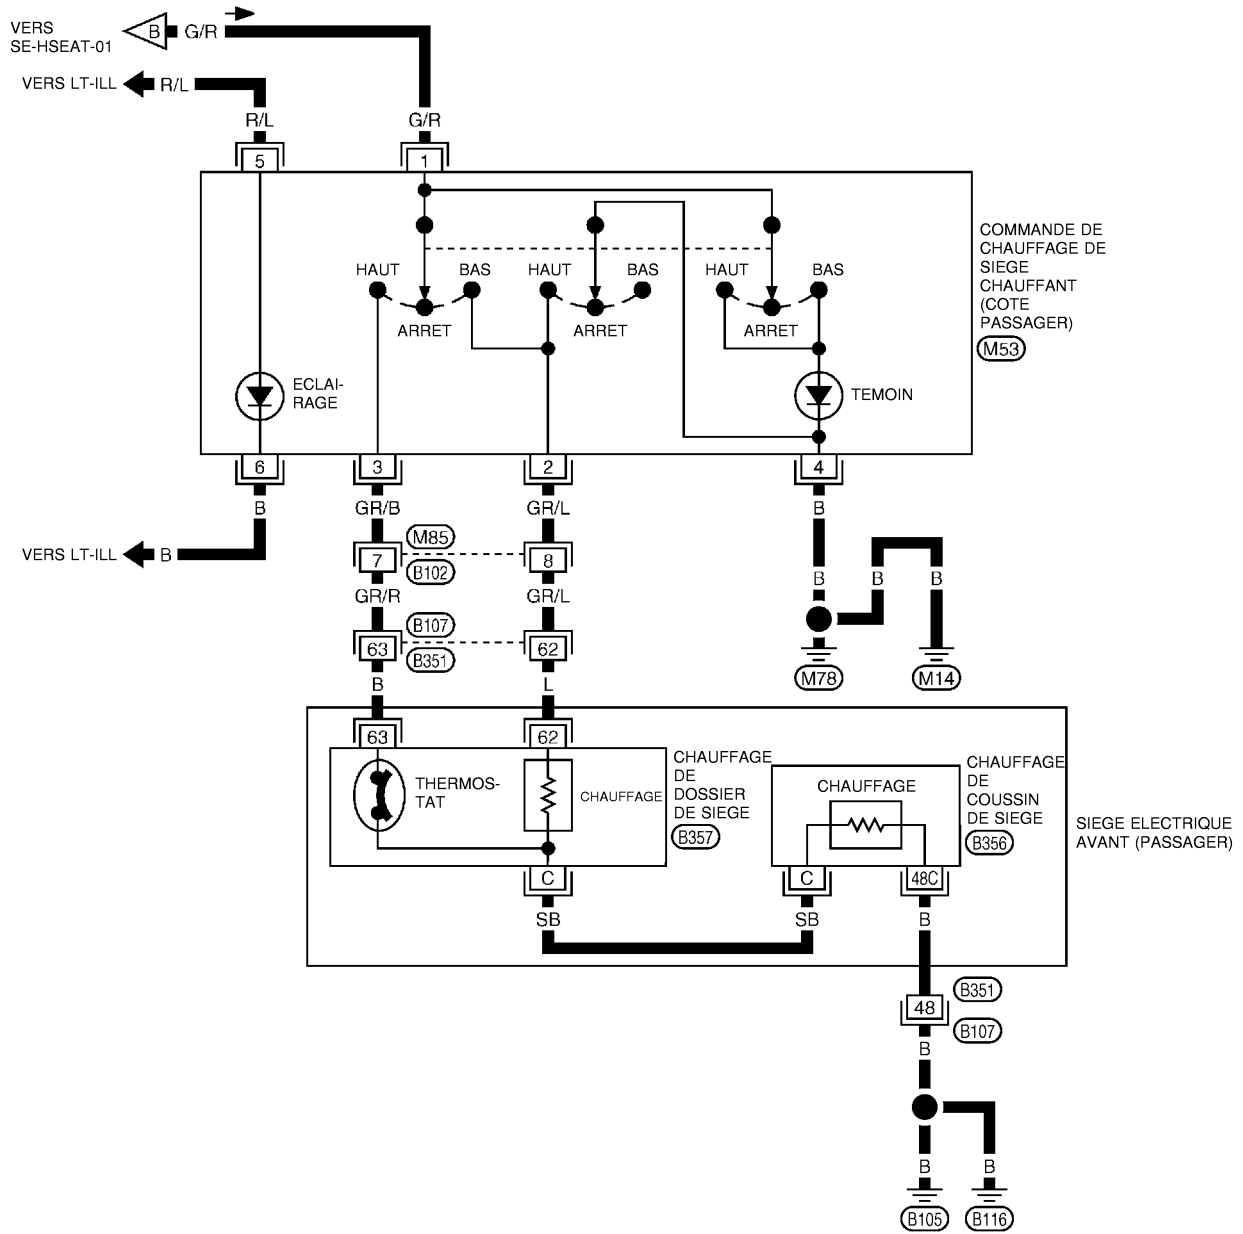 VERS
SE-HSEAT-01
B
G/R
VERS LT-ILL
R/L
R/L
G/R
5
1
COMMANDE DE
CHAUFFAGE DE
SIEGE
CHAUFFANT
(COTE
PASSAGER)
M53
HAUT
BAS
HAUT
BAS
HAUT
BAS
ARRET
ARRET
ARRET
ECLAI-
RAGE
TEMOIN
6
3
2
4
B
GR/B
GR/L
B
VERS LT-ILL
B
M85
7
8
B102
B
B
B
GR/R
GR/L
B107
63
62
B351
M78
M14
B
L
63
62
THERMOS-
TAT
CHAUFFAGE
CHAUFFAGE
DE
DOSSIER
DE SIEGE
B357
CHAUFFAGE
CHAUFFAGE
DE
COUSSIN
DE SIEGE
B356
SIEGE ELECTRIQUE
AVANT (PASSAGER)
C
C
48C
SB
SB
B
B351
48
B107
B
B
B
B105
B116